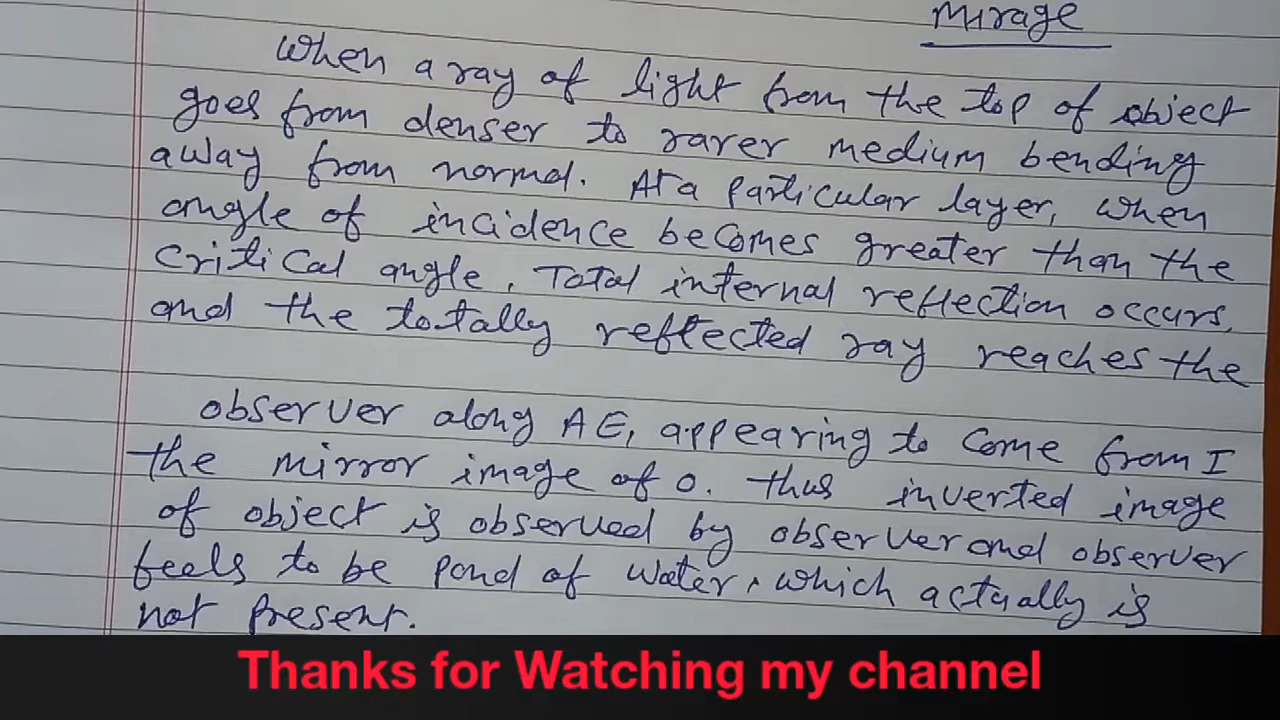 Mirage
When a ray of light from the top of object
goes from denser to rarer medium bending
away from normal. At a particular layer, when
angle of incidence becomes greater than the
critical angle, Total internal reflection occurs,
and the totally reflected ray reaches the
observer along AE, appearing to come from I
the mirror image of O. thus inverted image
of object is observed by observer and observer
feels to be pond of water, which actually is
not present.
Thanks for Watching my channel